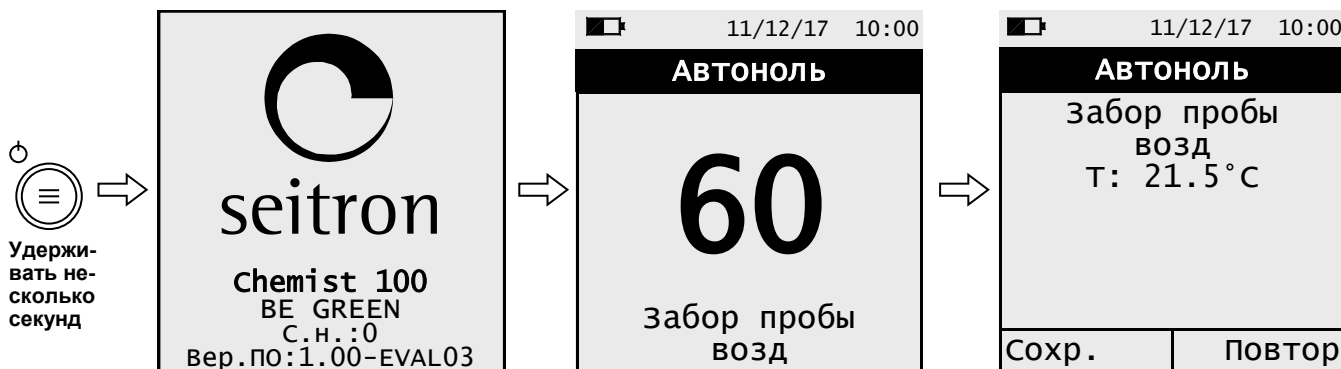 Удержи-
вать не-
сколько
секунд
seitron
Chemist 100
BE GREEN
С.н.:0
Вер.ПО:1.00-EVAL03
11/12/17 10:00
Автоноль
60
Забор пробы
возд
11/12/17 10:00
Автоноль
Забор пробы
возд
T: 21.5°C
Сохр. Повтор